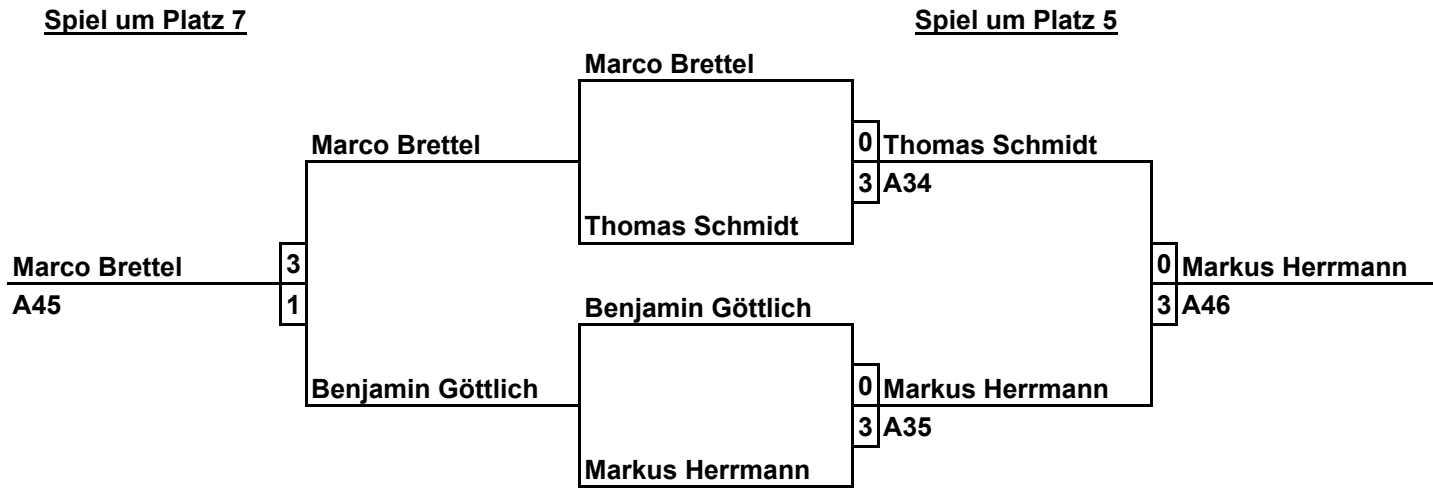 Spiel um Platz 7
Spiel um Platz 5
Marco Brettel
Marco Brettel
0 Thomas Schmidt
3 A34
Thomas Schmidt
Marco Brettel 3
0 Markus Herrmann
A45 1
3 A46
Benjamin Göttlich
Benjamin Göttlich
0 Markus Herrmann
3 A35
Markus Herrmann